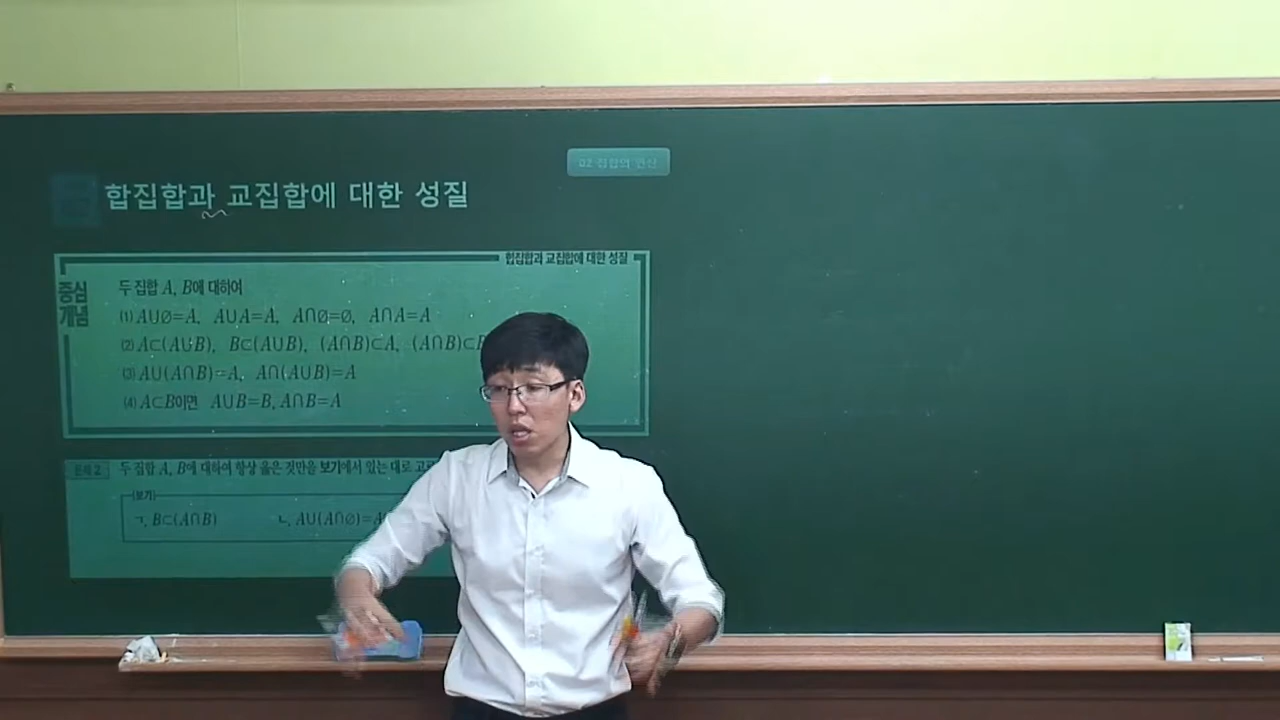 02 집합의 연산
합집합과 교집합에 대한 성질
합집합과 교집합에 대한 성질
중심
개념
두 집합 A, B에 대하여
(1) A∪∅=A, A∪A=A, A∩∅=∅, A∩A=A
(2) A⊂(A∪B), B⊂(A∪B), (A∩B)⊂A, (A∩B)⊂B
(3) A∪(A∩B)=A, A∩(A∪B)=A
(4) A⊂B이면 A∪B=B, A∩B=A
문제 2 두 집합 A, B에 대하여 항상 옳은 것만을 보기에서 있는 대로
보기
ㄱ. B⊂(A∩B) ㄴ. A∪(A∩∅)=A